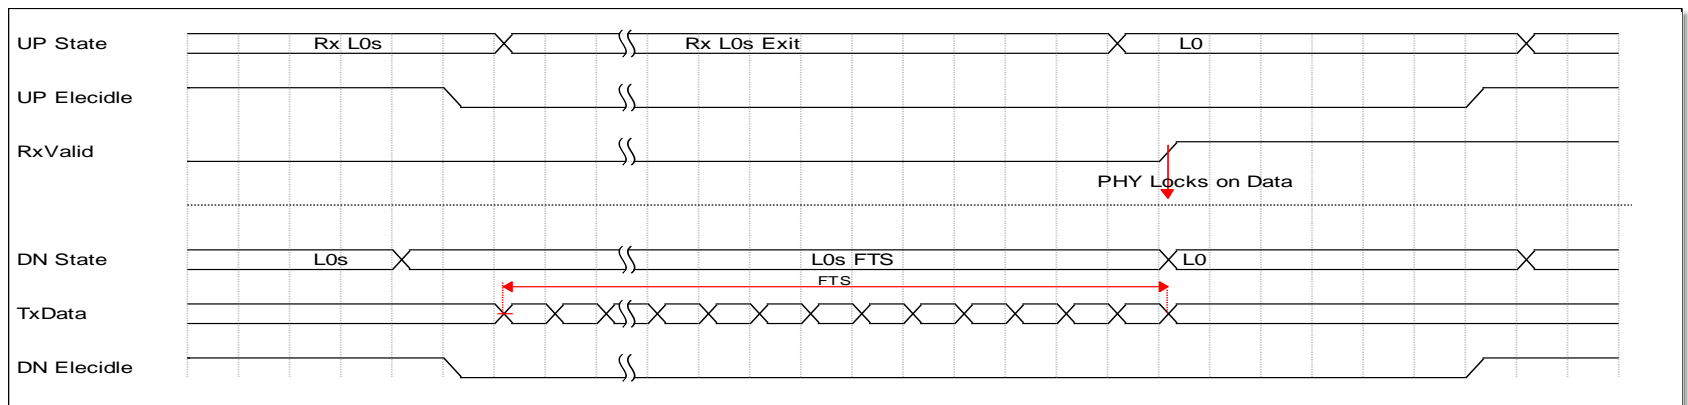 UP State Rx L0s Rx L0s Exit L0
UP Elecidle
RxValid
PHY Locks on Data
DN State L0s L0s FTS L0
FTS
TxData
DN Elecidle